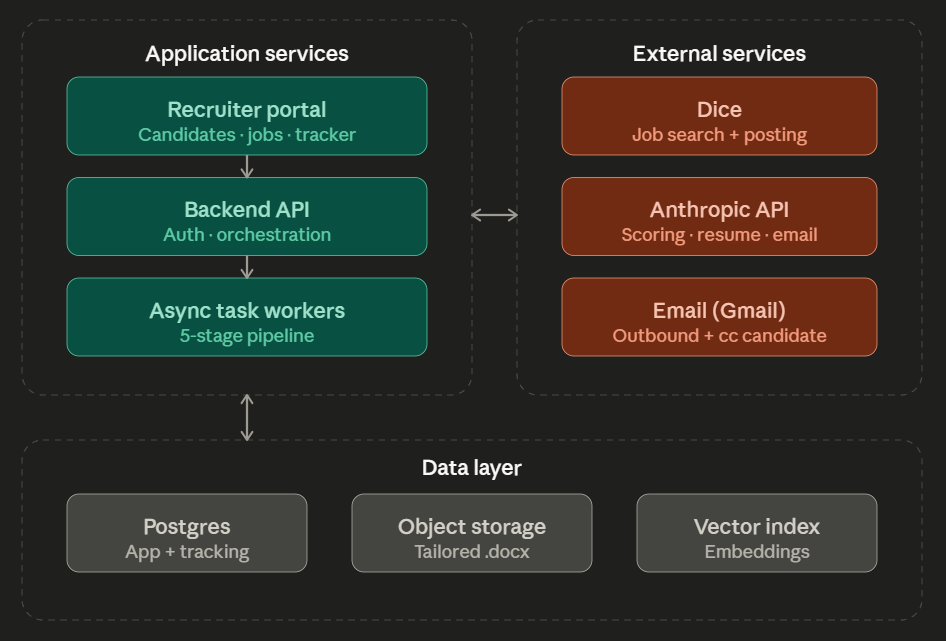 Application services
Recruiter portal
Candidates · jobs · tracker
Backend API
Auth · orchestration
Async task workers
5-stage pipeline
External services
Dice
Job search + posting
Anthropic API
Scoring · resume · email
Email (Gmail)
Outbound + cc candidate
Data layer
Postgres
App + tracking
Object storage
Tailored .docx
Vector index
Embeddings